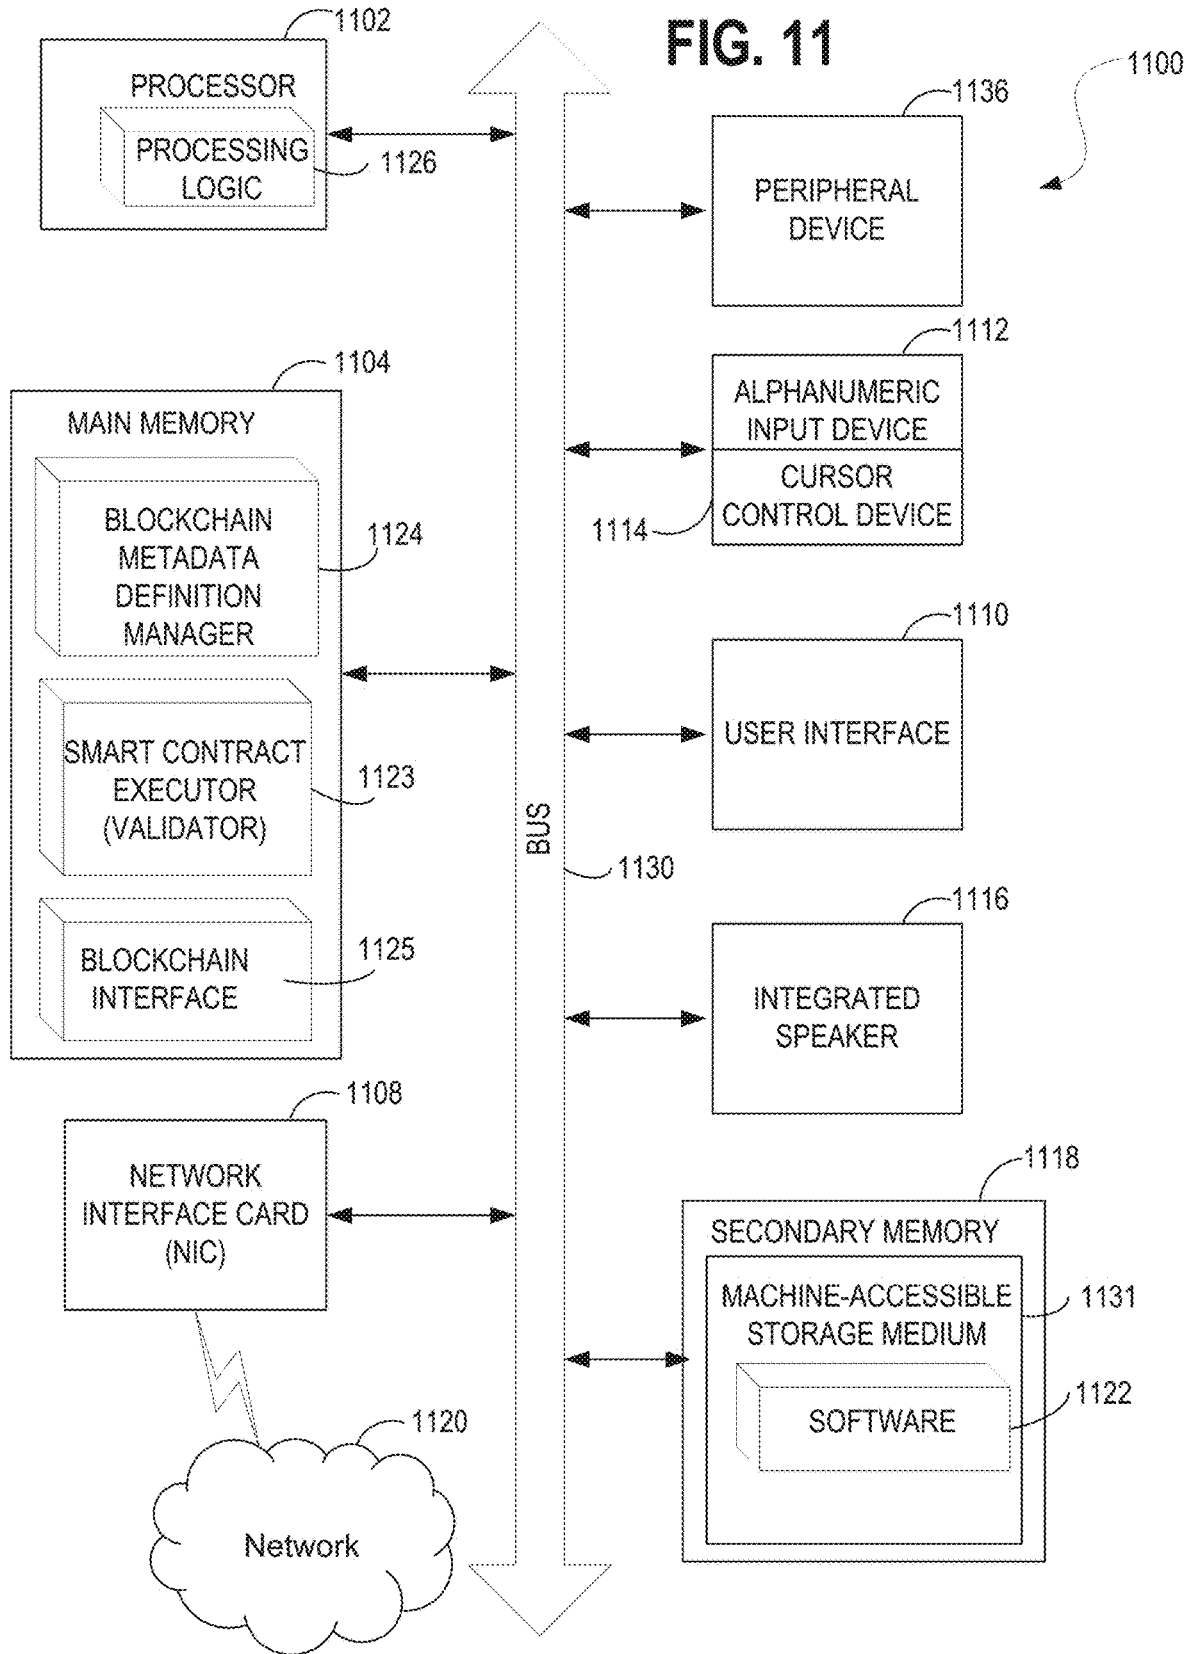 FIG. 11
1100
1102
PROCESSOR
PROCESSING
LOGIC
1126
1136
PERIPHERAL
DEVICE
1112
ALPHANUMERIC
INPUT DEVICE
CURSOR
CONTROL DEVICE
1114
1104
MAIN MEMORY
BLOCKCHAIN
METADATA
DEFINITION
MANAGER
1124
SMART CONTRACT
EXECUTOR
(VALIDATOR)
1123
BLOCKCHAIN
INTERFACE
1125
1110
USER INTERFACE
BUS
1130
1116
INTEGRATED
SPEAKER
1108
NETWORK
INTERFACE CARD
(NIC)
1118
SECONDARY MEMORY
MACHINE-ACCESSIBLE
STORAGE MEDIUM
1131
SOFTWARE
1122
1120
Network